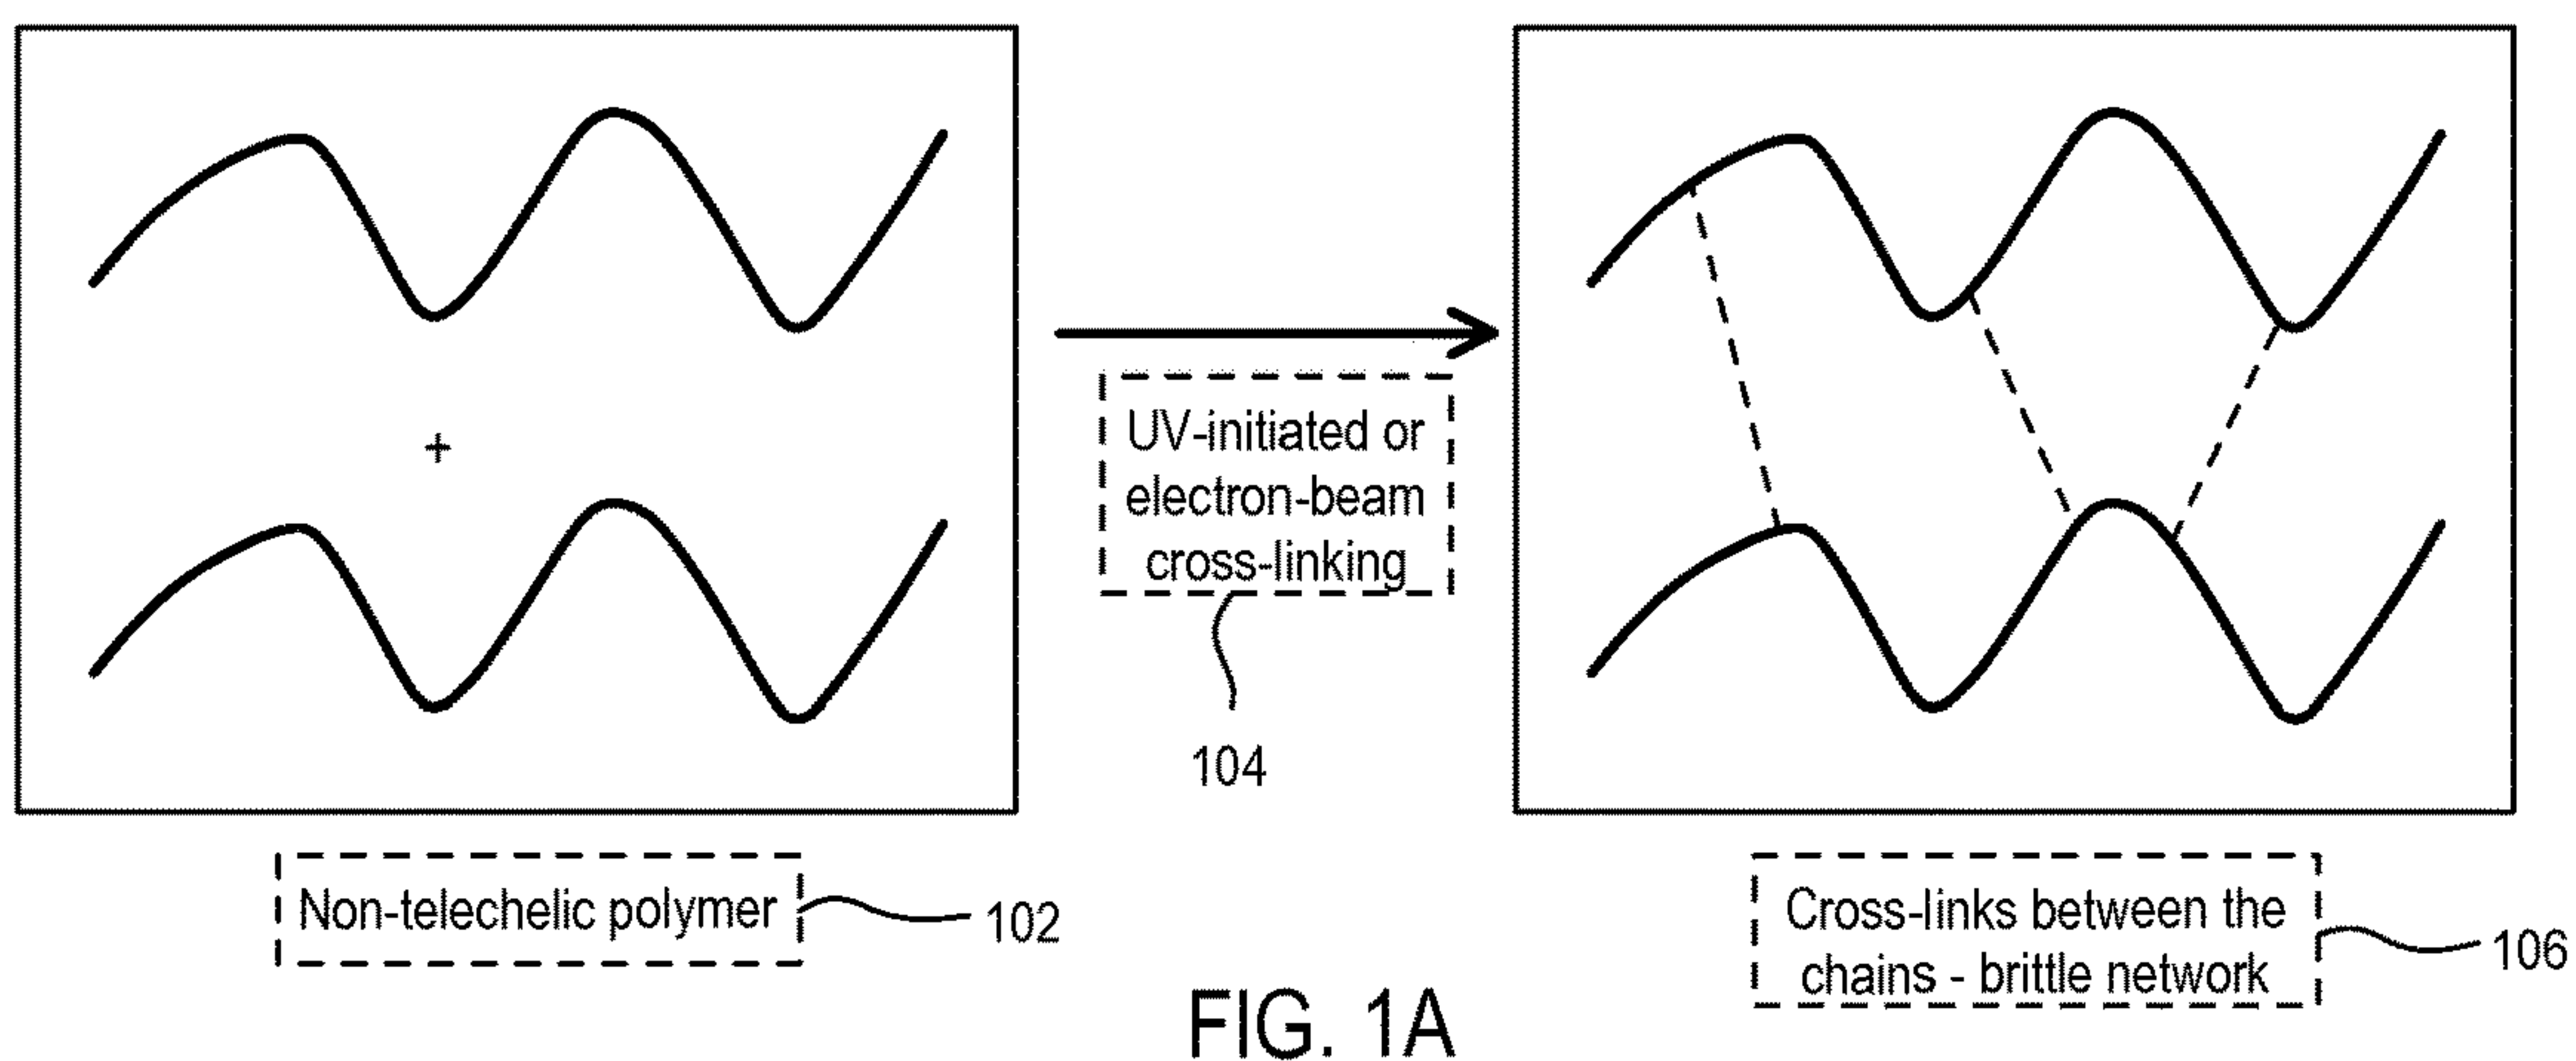 +
UV-initiated or
electron-beam
cross-linking
104
Non-telechelic polymer
102
Cross-links between the
chains - brittle network
106
FIG. 1A